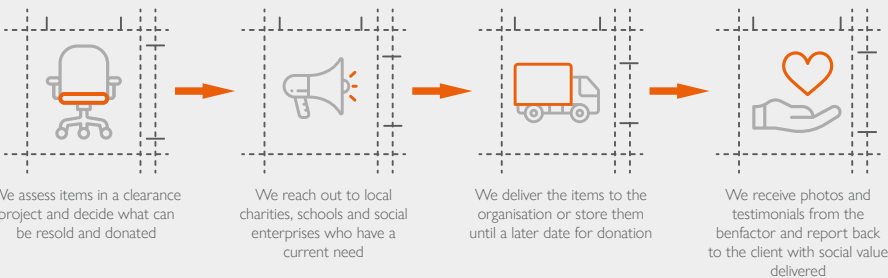 We assess items in a clearance
project and decide what can
be resold and donated
We reach out to local
charities, schools and social
enterprises who have a
current need
We deliver the items to the
organisation or store them
until a later date for donation
We receive photos and
testimonials from the
benfactor and report back
to the client with social value
delivered